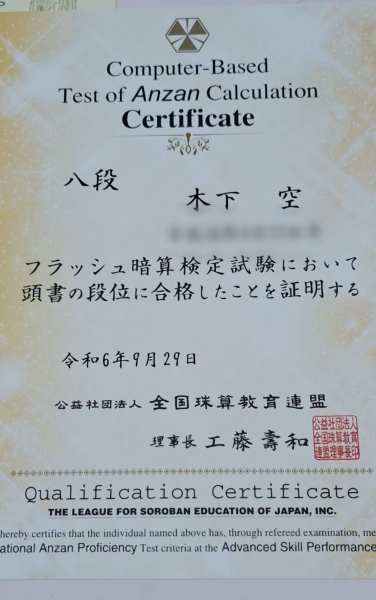 Computer-Based
Test of Anzan Calculation
Certificate
八段
木下 空
フラッシュ暗算検定試験において
頭書の段位に合格したことを証明する
令和6年9月29日
公益社団法人 全国珠算教育連盟
理事長 工藤壽和
公益社団法人
全国珠算教育
連盟理事長印
Qualification Certificate
THE LEAGUE FOR SOROBAN EDUCATION OF JAPAN, INC.
hereby certifies that the individual named above has, through refereed examination, me
ational Anzan Proficiency Test criteria at the Advanced Skill Performance